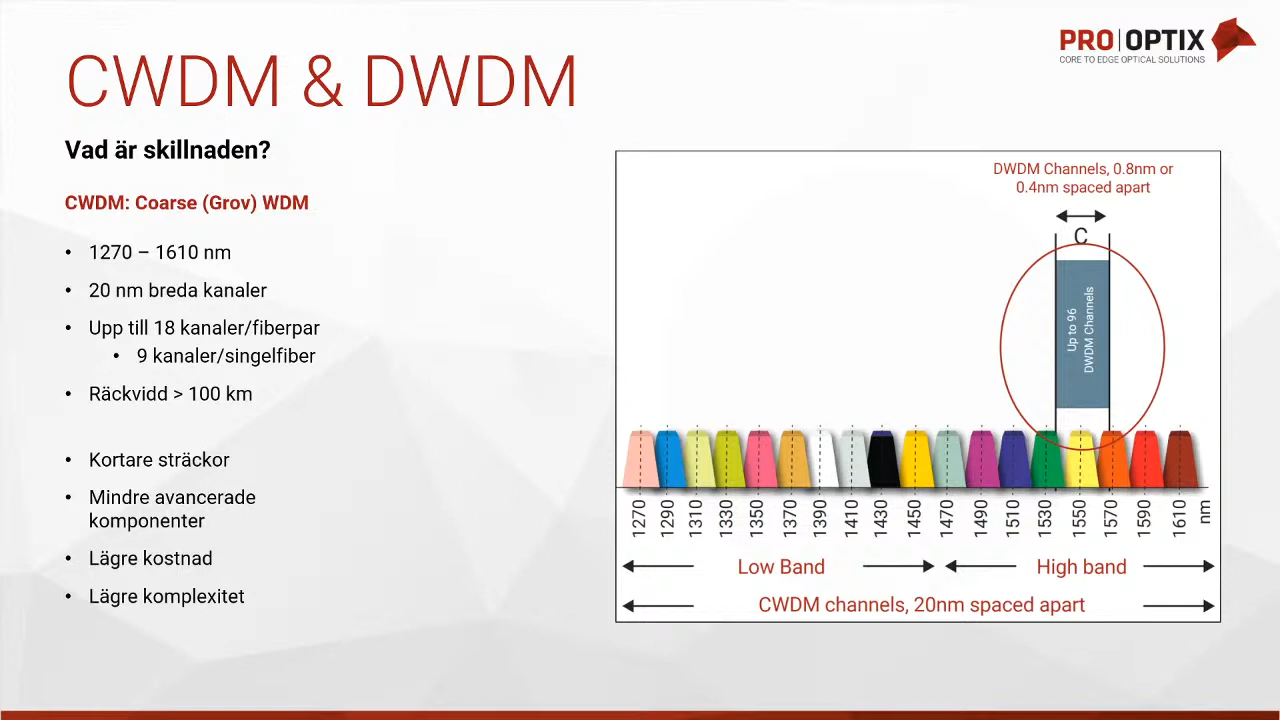 PRO|OPTIX
CORE TO EDGE OPTICAL SOLUTIONS
CWDM & DWDM
Vad är skillnaden?
CWDM: Coarse (Grov) WDM
• 1270 – 1610 nm
• 20 nm breda kanaler
• Upp till 18 kanaler/fiberpar
• 9 kanaler/singelfiber
• Räckvidd > 100 km
• Kortare sträckor
• Mindre avancerade
komponenter
• Lägre kostnad
• Lägre komplexitet
DWDM Channels, 0.8nm or
0.4nm spaced apart
C
Up to 96
DWDM Channels
1270 1290 1310 1330 1350 1370 1390 1410 1430 1450 1470 1490 1510 1530 1550 1570 1590 1610 nm
Low Band High band
CWDM channels, 20nm spaced apart